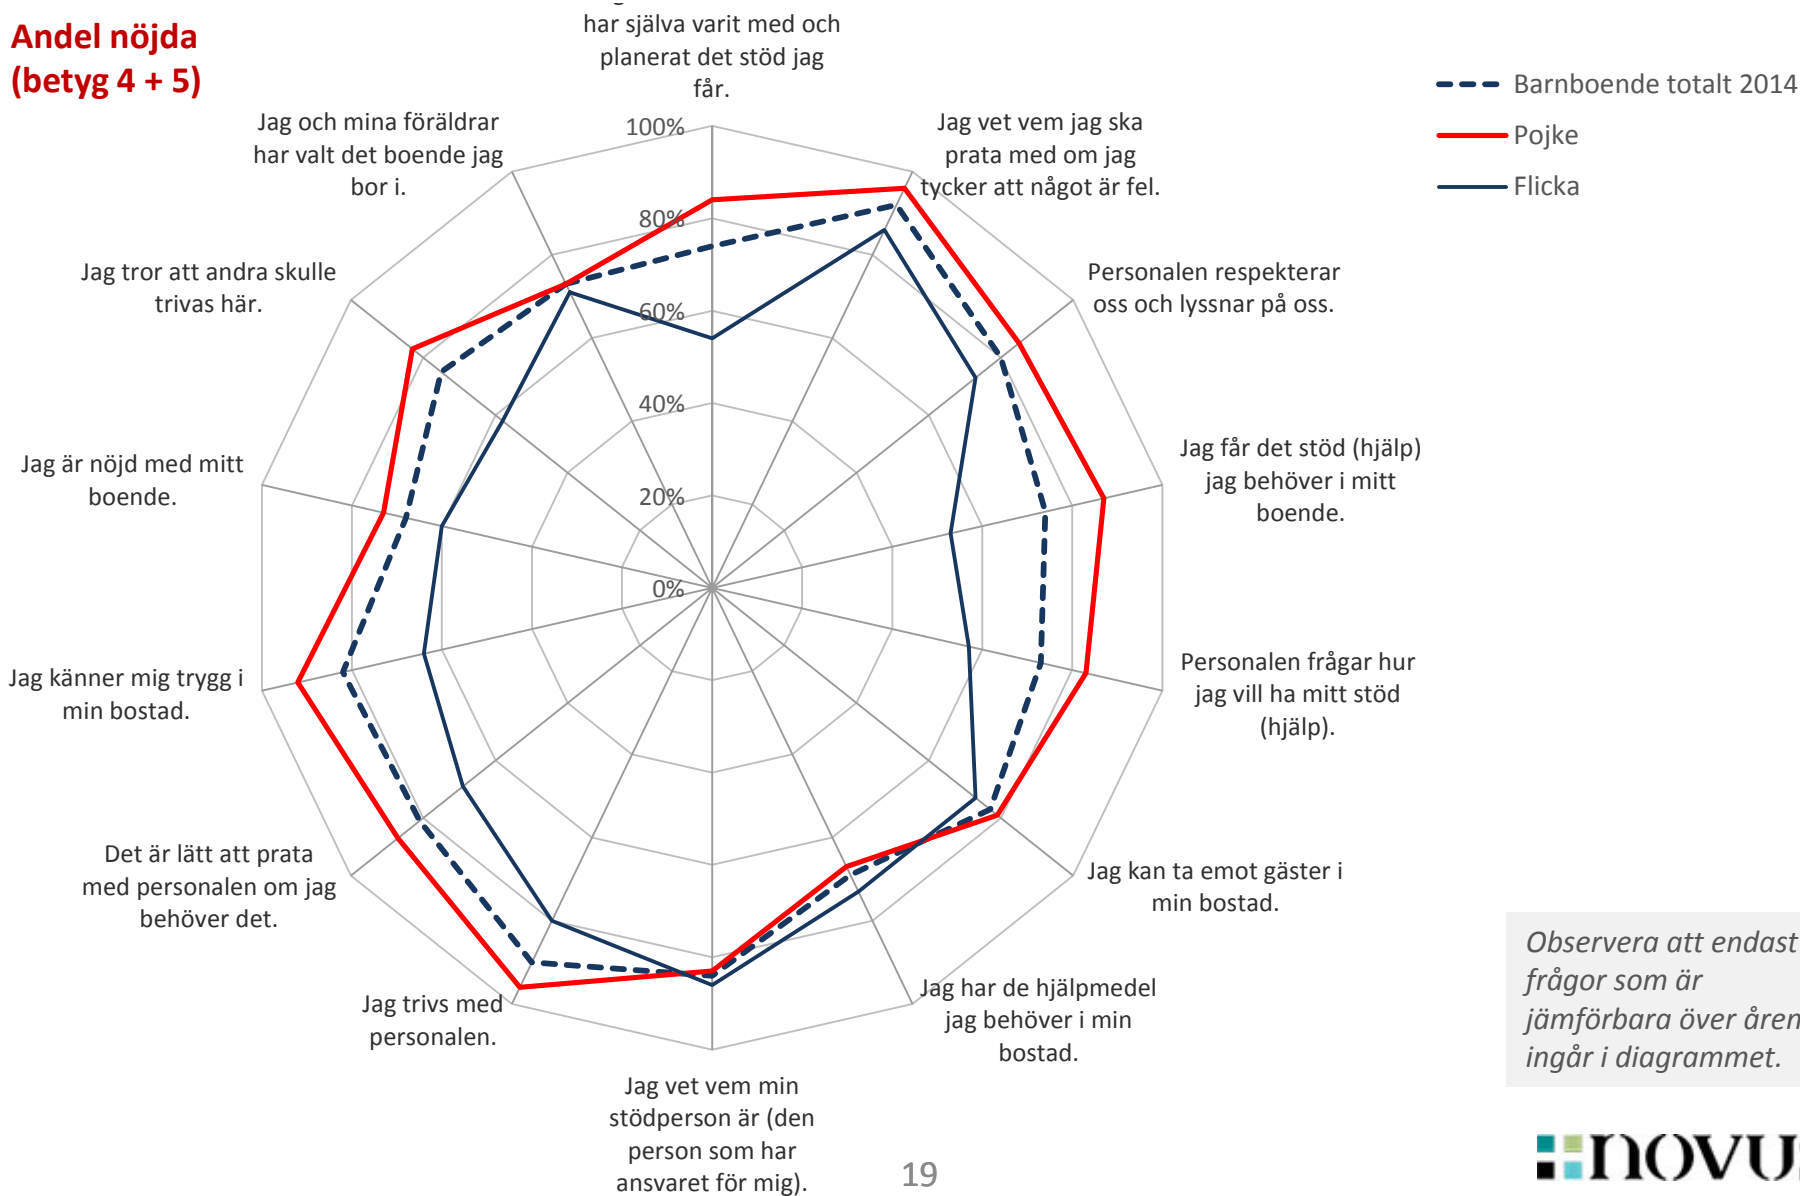 Andel nöjda
(betyg 4 + 5)
har själva varit med och
planerat det stöd jag
får.
Jag vet vem jag ska
prata med om jag
tycker att något är fel.
Personalen respekterar
oss och lyssnar på oss.
Jag får det stöd (hjälp)
jag behöver i mitt
boende.
Personalen frågar hur
jag vill ha mitt stöd
(hjälp).
Jag kan ta emot gäster i
min bostad.
Jag har de hjälpmedel
jag behöver i min
bostad.
Jag vet vem min
stödperson är (den
person som har
ansvaret för mig).
Jag trivs med
personalen.
Det är lätt att prata
med personalen om jag
behöver det.
Jag känner mig trygg i
min bostad.
Jag är nöjd med mitt
boende.
Jag tror att andra skulle
trivas här.
Jag och mina föräldrar
har valt det boende jag
bor i.
100%
80%
60%
40%
20%
0%
Barnboende totalt 2014
Pojke
Flicka
Observera att endast
frågor som är
jämförbara över åren
ingår i diagrammet.
19
novus